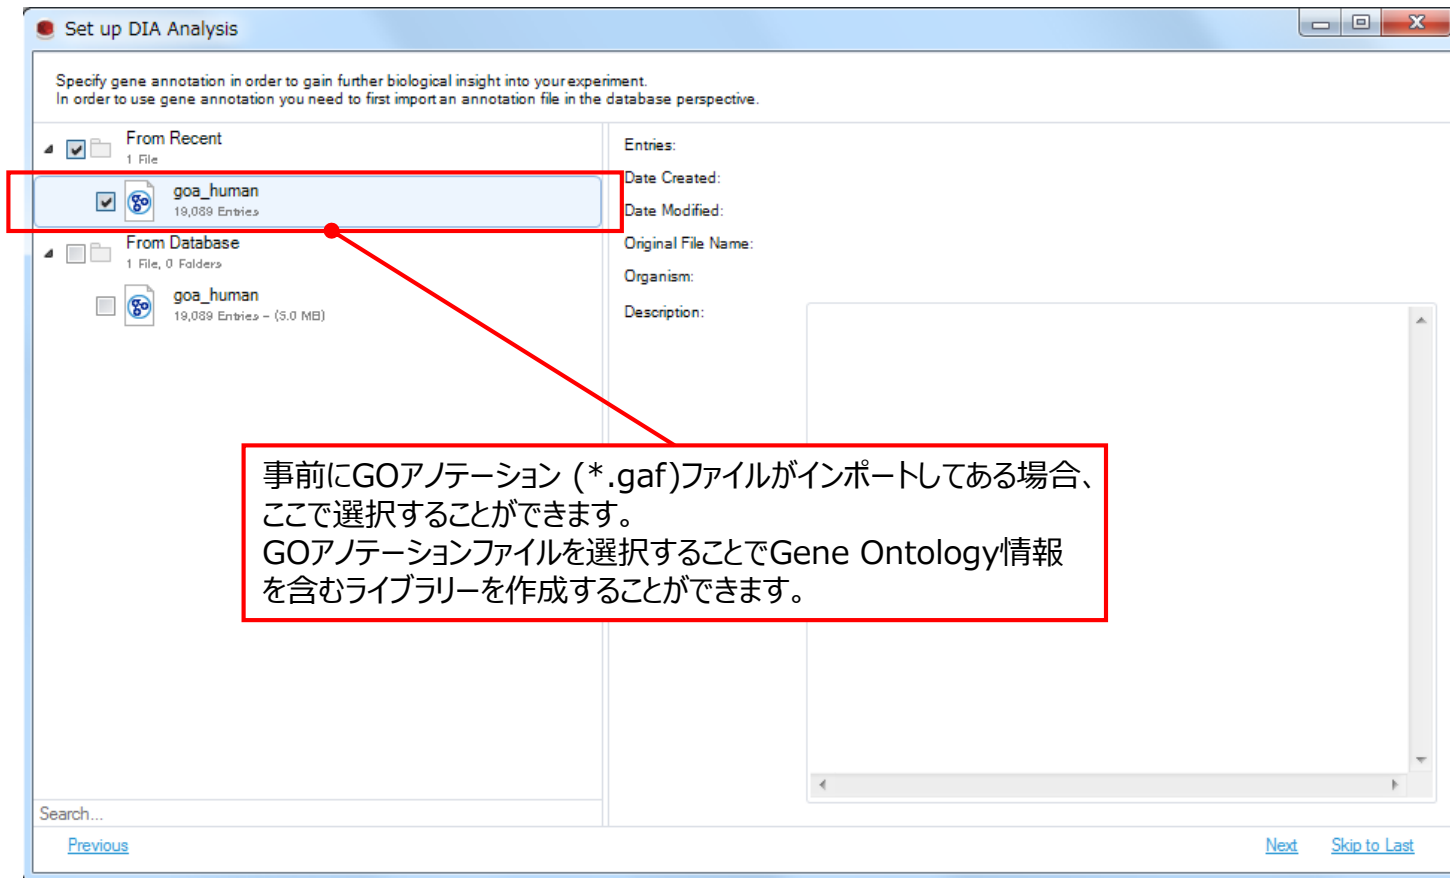 Set up DIA Analysis
Specify gene annotation in order to gain further biological insight into your experiment.
In order to use gene annotation you need to first import an annotation file in the database perspective.
From Recent
1 File
goa_human
19,089 Entries
From Database
1 File, 0 Folders
goa_human
19,089 Entries – (5.0 MB)
Entries:
Date Created:
Date Modified:
Original File Name:
Organism:
Description:
事前にGOアノテーション (*.gaf)ファイルがインポートしてある場合、
ここで選択することができます。
GOアノテーションファイルを選択することでGene Ontology情報
を含むライブラリーを作成することができます。
Search...
Previous
Next
Skip to Last